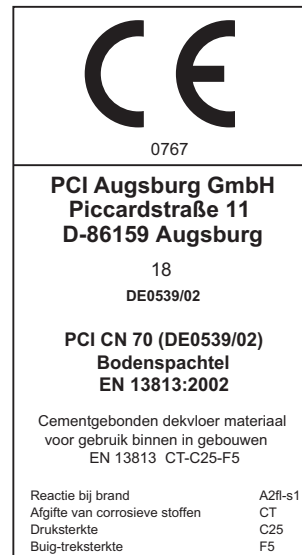 CE
0767
PCI Augsburg GmbH
Piccardstraße 11
D-86159 Augsburg
18
DE0539/02
PCI CN 70 (DE0539/02)
Bodenspachtel
EN 13813:2002
Cementgebonden dekvloer materiaal
voor gebruik binnen in gebouwen
EN 13813 CT-C25-F5
Reactie bij brand A2fl-s1
Afgifte van corrosieve stoffen CT
Druksterkte C25
Buig-treksterkte F5